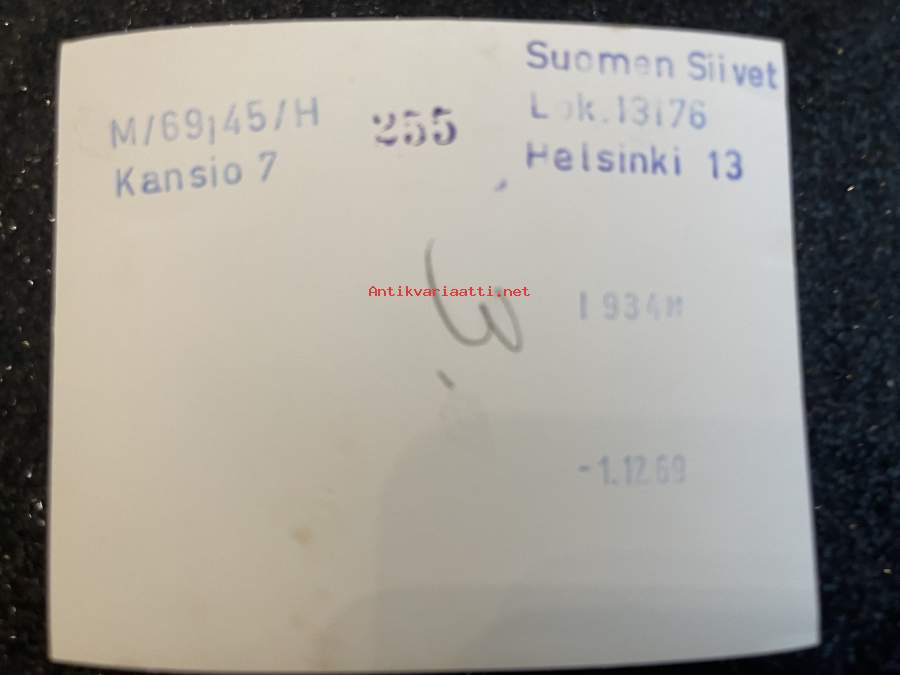 M/69;45/H
Kansio 7
255
Suomen Siivet
Lok.13176
Helsinki 13
Antikvariaatti.net
1934M
-1.12.69